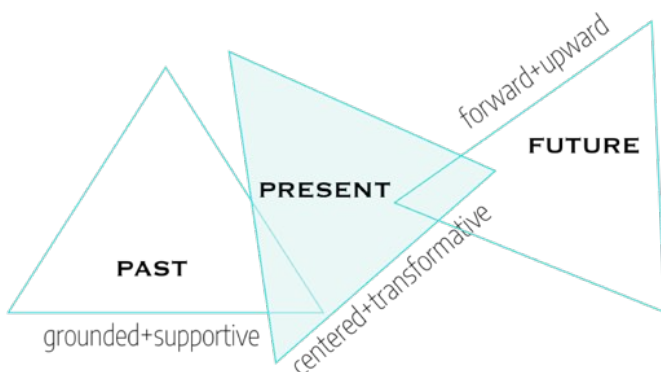 PAST
grounded+supportive
PRESENT
centered+transformative
FUTURE
forward+upward